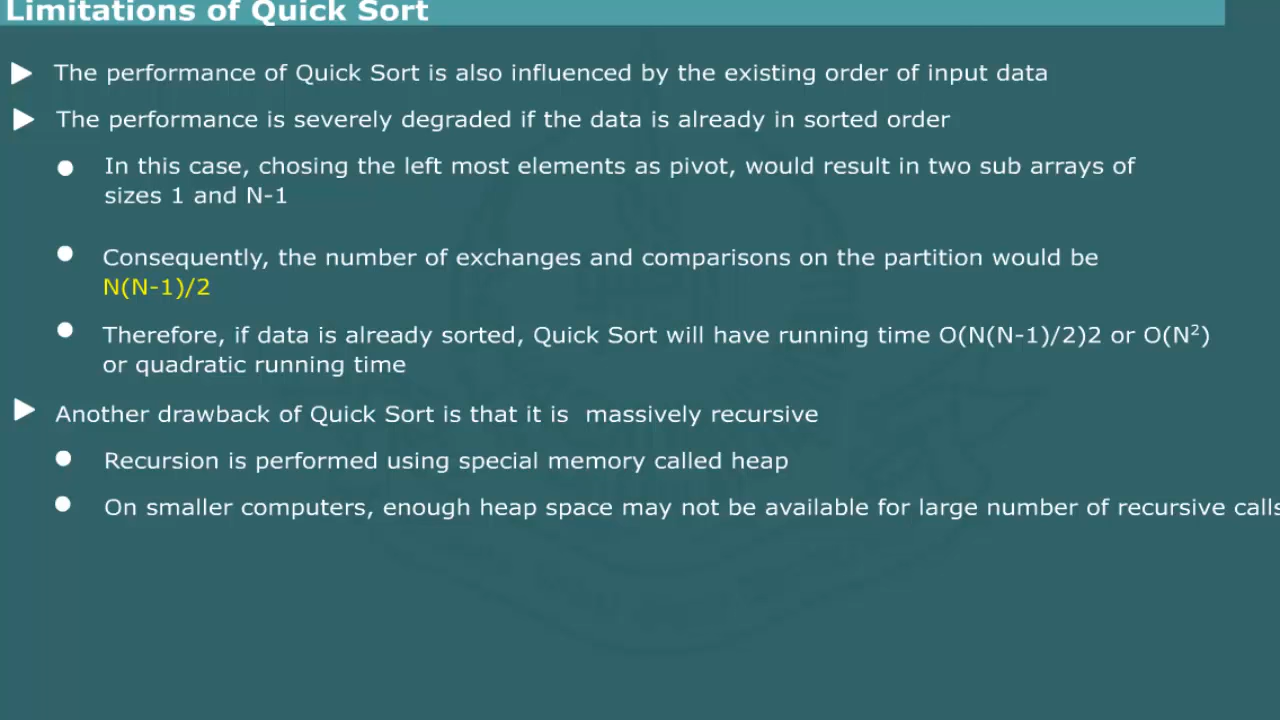 Limitations of Quick Sort
The performance of Quick Sort is also influenced by the existing order of input data
The performance is severely degraded if the data is already in sorted order
In this case, chosing the left most elements as pivot, would result in two sub arrays of
sizes 1 and N-1
Consequently, the number of exchanges and comparisons on the partition would be
N(N-1)/2
Therefore, if data is already sorted, Quick Sort will have running time O(N(N-1)/2)2 or O(N²)
or quadratic running time
Another drawback of Quick Sort is that it is massively recursive
Recursion is performed using special memory called heap
On smaller computers, enough heap space may not be available for large number of recursive calls